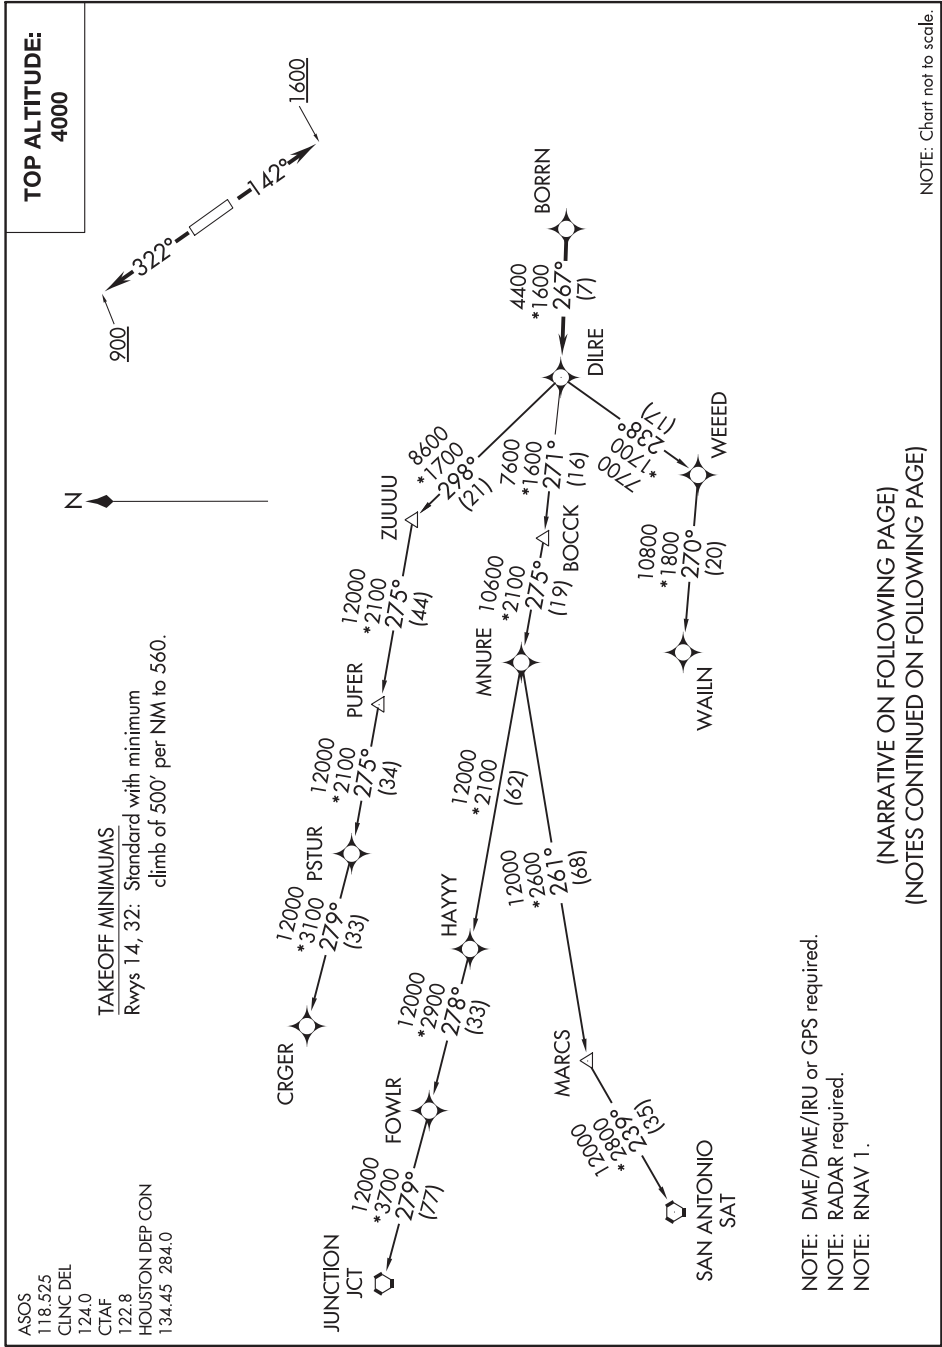 ASOS
118.525
CLNC DEL
124.0
CTAF
122.8
HOUSTON DEP CON
134.45 284.0
TAKEOFF MINIMUMS
Rwys 14, 32: Standard with minimum
climb of 500' per NM to 560.
N
TOP ALTITUDE:
4000
900
322°
142°
1600
CRGER
12000
*3100
279°
(33)
PSTUR
12000
*2100
275°
(34)
PUFER
12000
*2100
275°
(44)
ZUUUU
8600
*1700
298°
(21)
JUNCTION
JCT
12000
*3700
279°
(77)
FOWLR
12000
*2900
278°
(33)
HAYYY
12000
*2100
(62)
MNURE
10600
*2100
275°
(19)
BOCCK
7600
*1600
271°
(16)
DILRE
4400
*1600
267°
(7)
BORRN
12000
*2600
261°
(68)
MARCS
12000
*2800
239°
(35)
SAN ANTONIO
SAT
7700
*1700
238°
(17)
WEEED
10800
*1800
270°
(20)
WAILN
NOTE: DME/DME/IRU or GPS required.
NOTE: RADAR required.
NOTE: RNAV 1.
(NARRATIVE ON FOLLOWING PAGE)
(NOTES CONTINUED ON FOLLOWING PAGE)
NOTE: Chart not to scale.